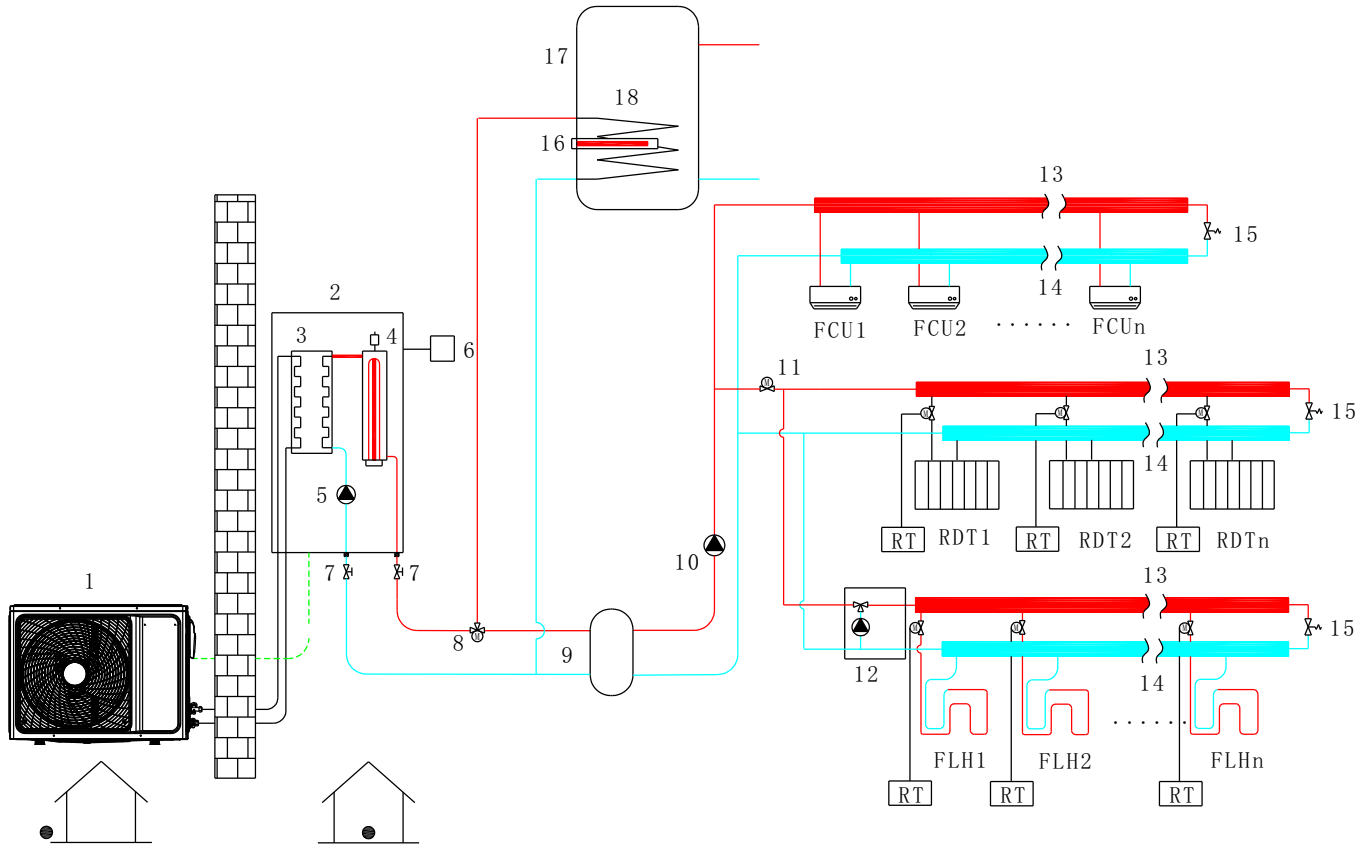 17
18
16
13
15
14
FCU1
FCU2
......
FCUn
2
3
4
6
5
7
7
1
8
9
10
11
M
M
13
M
M
M
15
14
RT
RDT1
RT
RDT2
RT
RDTn
13
M
M
M
15
12
14
FLH1
FLH2
......
FLHn
RT
RT
RT